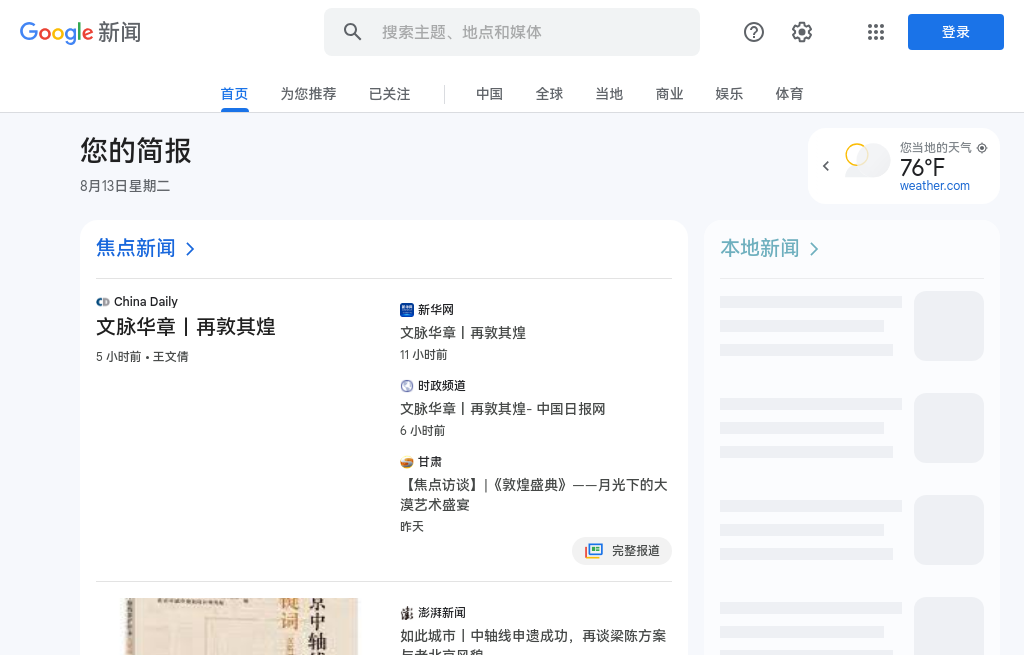 Google 新闻
搜索主题、地点和媒体
登录
首页
为您推荐
已关注
中国
全球
当地
商业
娱乐
体育
您的简报
8月13日星期二
您当地的天气
76°F
weather.com
焦点新闻
本地新闻
China Daily
文脉华章丨再敦其煌
5 小时前 • 王文倩
新华网
文脉华章丨再敦其煌
11 小时前
时政频道
文脉华章丨再敦其煌- 中国日报网
6 小时前
甘肃
【焦点访谈】|《敦煌盛典》——月光下的大
漠艺术盛宴
昨天
完整报道
京中轴线
键词
澎湃新闻
如此城市丨中轴线申遗成功，再谈梁陈方案
与老北京风貌